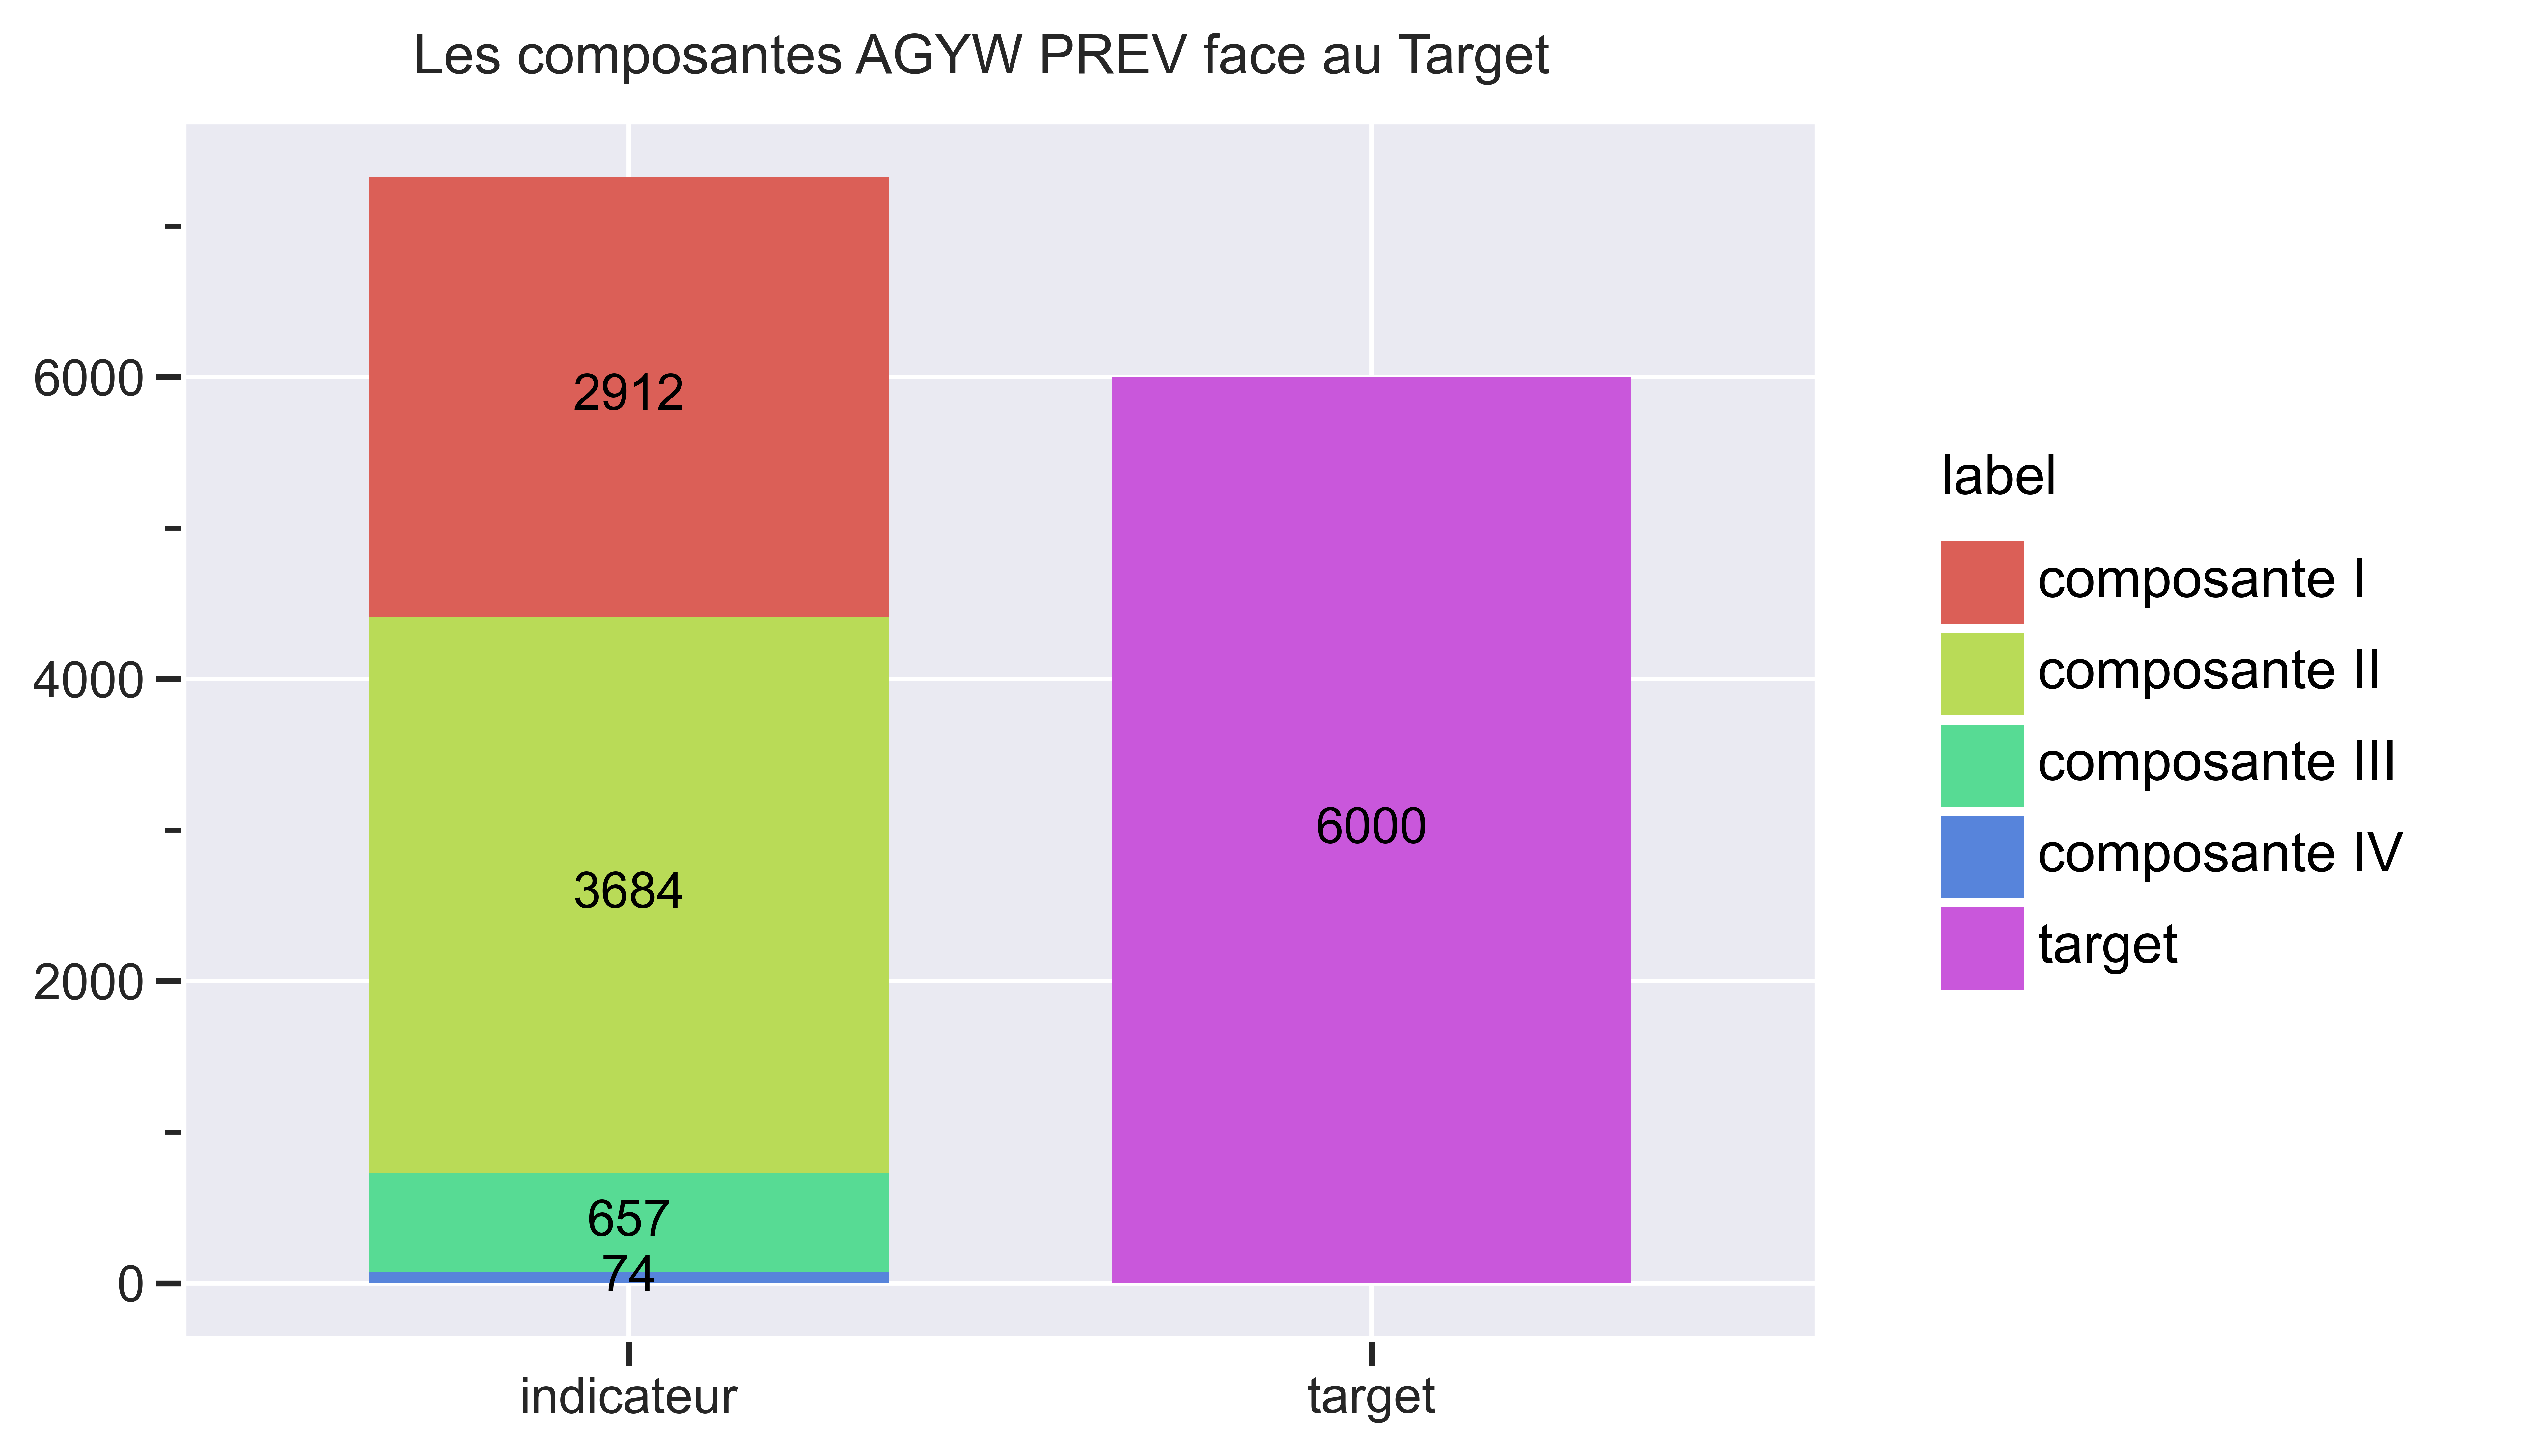 Les composantes AGYW PREV face au Target
6000
4000
2000
0
2912
3684
657
74
6000
indicateur
target
label
composante I
composante II
composante III
composante IV
target